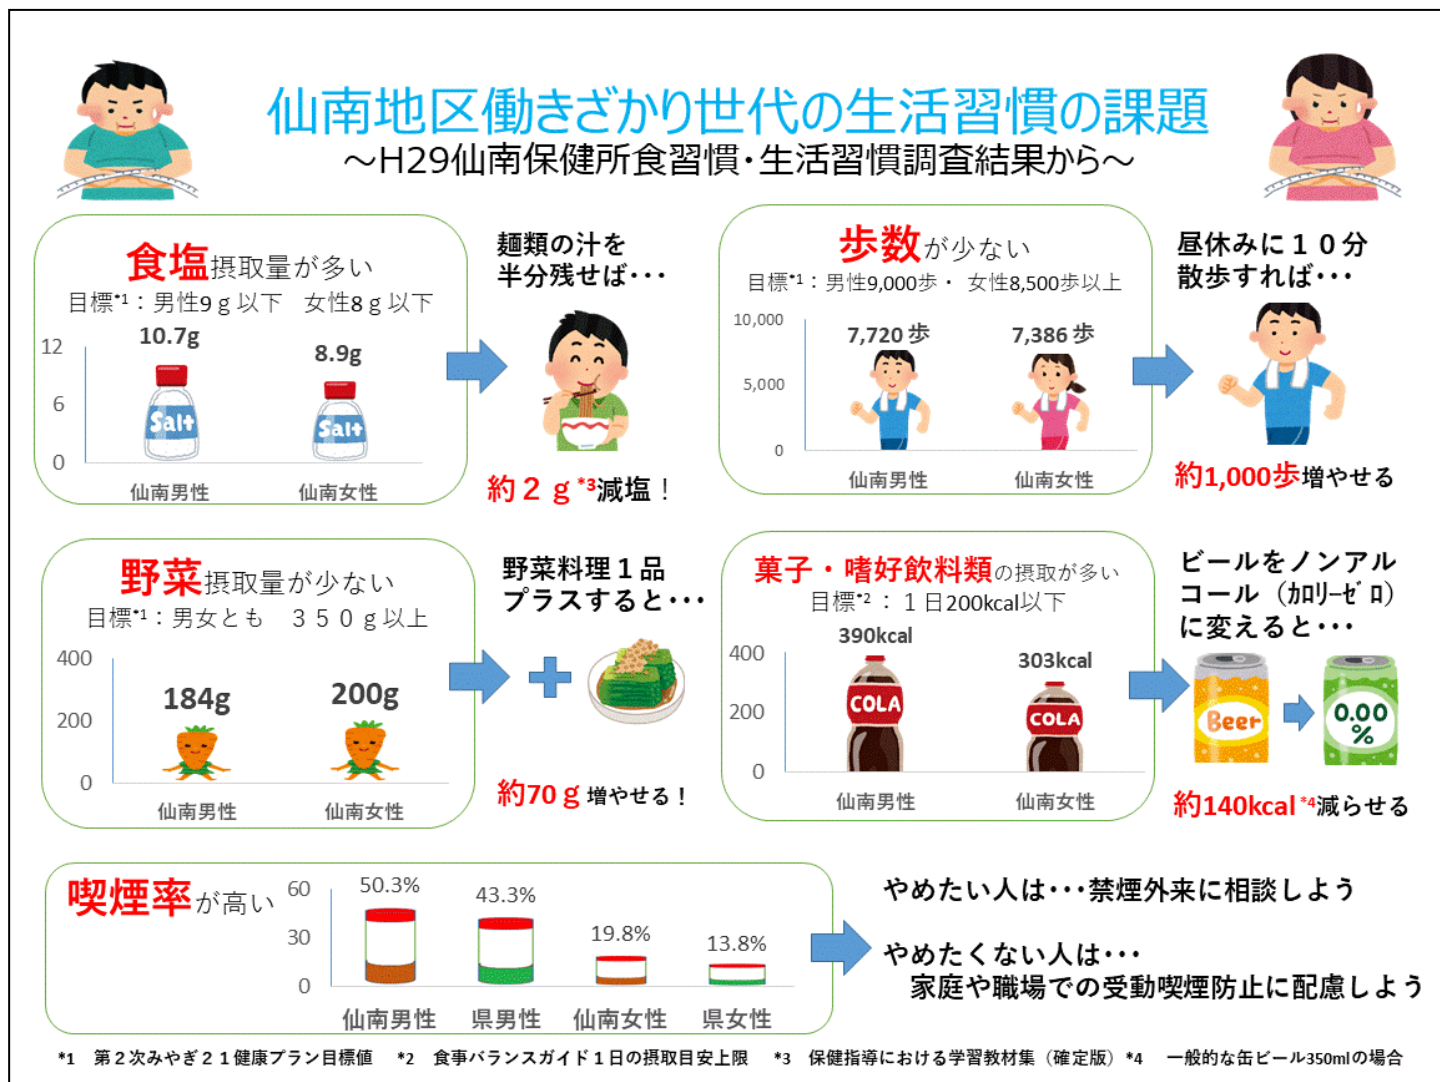 仙南地区働きざかり世代の生活習慣の課題
～H29仙南保健所食習慣・生活習慣調査結果から～
食塩摂取量が多い
目標*1：男性9ｇ以下　女性8ｇ以下
12
6
0
10.7g
8.9g
Salt
Salt
仙南男性
仙南女性
麺類の汁を
半分残せば・・・
約２ｇ*3減塩！
歩数が少ない
目標*1：男性9,000歩・ 女性8,500歩以上
10,000
5,000
0
7,720 歩
7,386 歩
仙南男性
仙南女性
昼休みに１０分
散歩すれば・・・
約1,000歩増やせる
野菜摂取量が少ない
目標*1：男女とも　３５０ｇ以上
400
200
0
184g
200g
仙南男性
仙南女性
野菜料理１品
プラスすると・・・
約70ｇ増やせる！
菓子・嗜好飲料類の摂取が多い
目標*2 ：１日200kcal以下
400
200
0
390kcal
303kcal
COLA
COLA
仙南男性
仙南女性
ビールをノンアル
コール（ｶﾛﾘｰｾﾞﾛ）
に変えると・・・
Beer
0.00
%
約140kcal*4減らせる
喫煙率が高い
60
30
0
50.3%
43.3%
19.8%
13.8%
仙南男性
県男性
仙南女性
県女性
やめたい人は・・・禁煙外来に相談しよう
やめたくない人は・・・
家庭や職場での受動喫煙防止に配慮しよう
*1　第２次みやぎ２１健康プラン目標値　*2　食事バランスガイド１日の摂取目安上限　*3　保健指導における学習教材集（確定版）*4　一般的な缶ビール350mlの場合